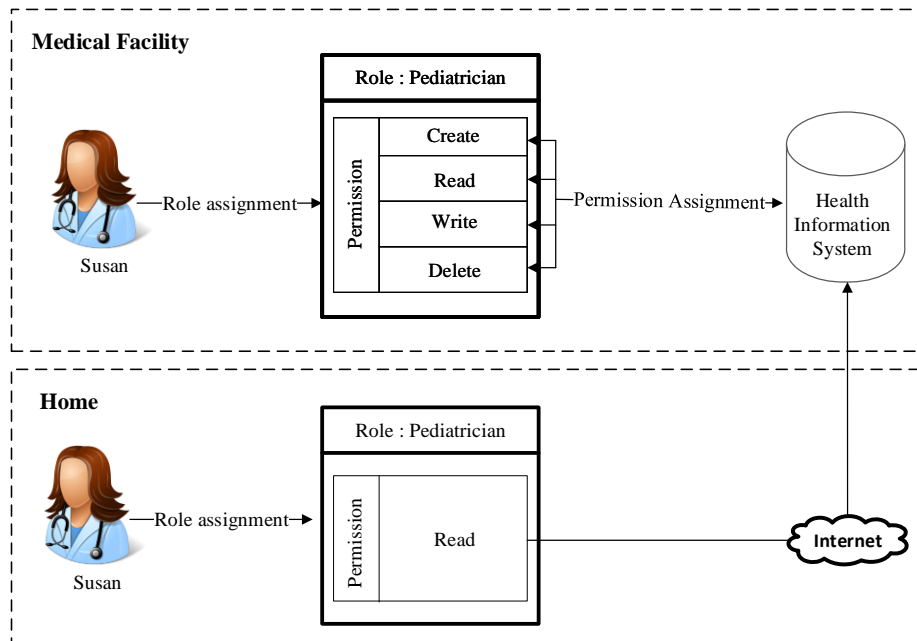 Medical Facility
Role : Pediatrician
Permission
Create
Read
Write
Delete
Role assignment
Susan
Permission Assignment
Health
Information
System
Home
Role : Pediatrician
Permission
Read
Role assignment
Susan
Internet